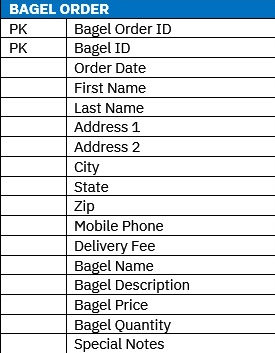 BAGEL ORDER
PK Bagel Order ID
PK Bagel ID
Order Date
First Name
Last Name
Address 1
Address 2
City
State
Zip
Mobile Phone
Delivery Fee
Bagel Name
Bagel Description
Bagel Price
Bagel Quantity
Special Notes